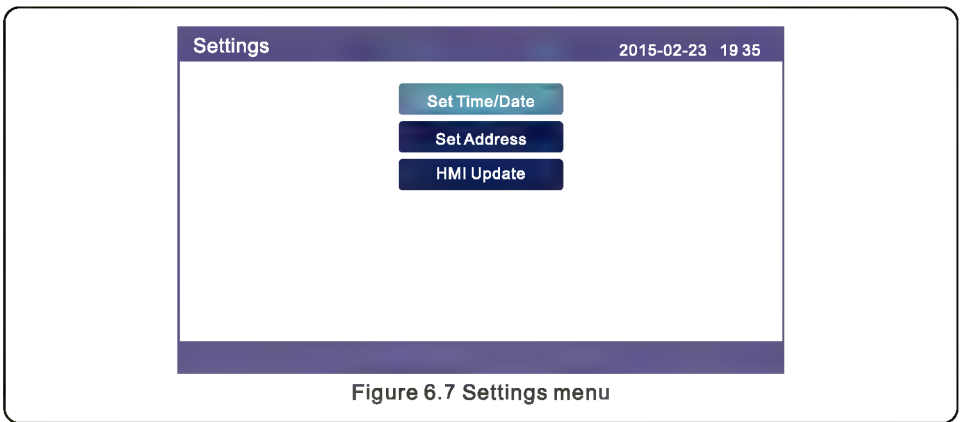 Settings
2015-02-23 19 35
Set Time/Date
Set Address
HMI Update
Figure 6.7 Settings menu